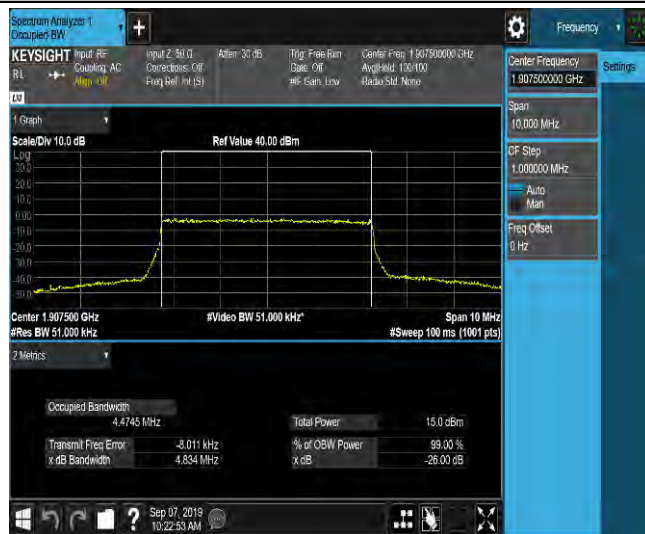 Spectrum Analyzer 1
Occupied BW
+
Frequency
KEYSIGHT Input: RF Input Z: 50 Ω Atten: 30 dB Trig: Free Run Center Freq: 1.907500000 GHz
RL Coupling: AC Corrections: Off Gate: Off Avg|Hold: 100/100
Align: Off Freq Ref: Int (S) #IF Gain: Low Radio Std: None
LVI
Center Frequency
1.907500000 GHz
Settings
Span
10.000 MHz
CF Step
1.000000 MHz
Auto
Man
Freq Offset
0 Hz
1 Graph
Scale/Div 10.0 dB Ref Value 40.00 dBm
Log
30.0
20.0
10.0
0.00
-10.0
-20.0
-30.0
-40.0
-50.0
Center 1.907500 GHz #Video BW 51.000 kHz* Span 10 MHz
#Res BW 51.000 kHz #Sweep 100 ms (1001 pts)
2 Metrics
Occupied Bandwidth
4.4745 MHz Total Power 15.0 dBm
Transmit Freq Error -8.011 kHz % of OBW Power 99.00 %
x dB Bandwidth 4.834 MHz x dB -26.00 dB
? Sep 07, 2019
10:22:53 AM